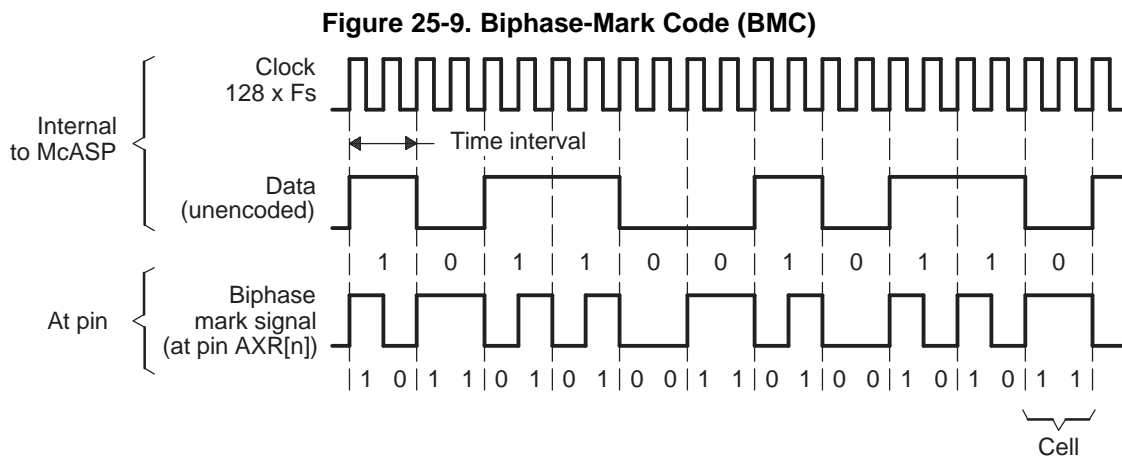 Figure 25-9. Biphase-Mark Code (BMC)
Clock
128 x Fs
Internal
to McASP
Time interval
Data
(unencoded)
1 0 1 1 0 0 1 0 1 1 0
Biphase
mark signal
(at pin AXR[n])
At pin
1 0 1 1 0 1 0 1 0 0 1 1 0 1 0 0 1 0 1 0 1 1
Cell